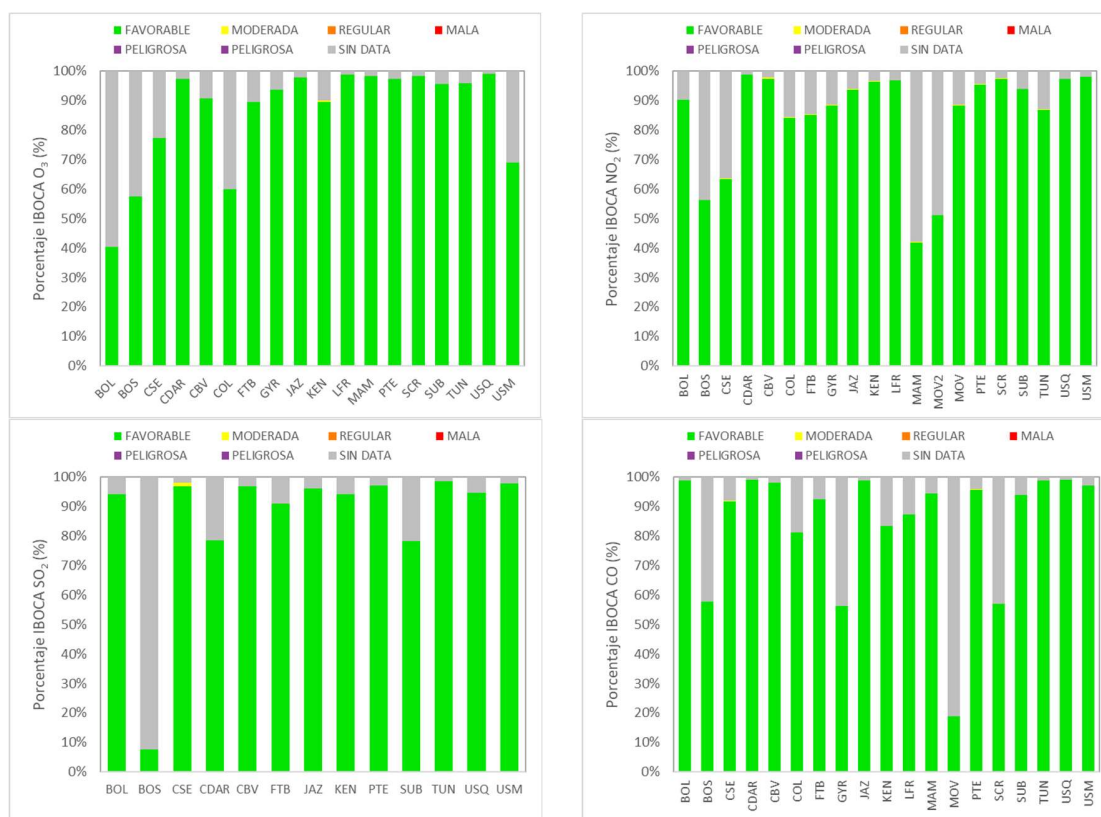 FAVORABLE MODERADA REGULAR MALA
PELIGROSA PELIGROSA SIN DATA
Porcentaje IBOCA O3 (%)
100%
90%
80%
70%
60%
50%
40%
30%
20%
10%
0%
BOL BOS CSE CDAR CBV COL FTB GYR JAZ KEN LFR MAM PTE SCR SUB TUN USQ USM
FAVORABLE MODERADA REGULAR MALA
PELIGROSA PELIGROSA SIN DATA
Porcentaje IBOCA NO2 (%)
100%
90%
80%
70%
60%
50%
40%
30%
20%
10%
0%
BOL BOS CSE CDAR CBV COL FTB GYR JAZ KEN LFR MAM MOV2 MOV PTE SCR SUB TUN USQ USM
FAVORABLE MODERADA REGULAR MALA
PELIGROSA PELIGROSA SIN DATA
Porcentaje IBOCA SO2 (%)
100%
90%
80%
70%
60%
50%
40%
30%
20%
10%
0%
BOL BOS CSE CDAR CBV FTB JAZ KEN PTE SUB TUN USQ USM
FAVORABLE MODERADA REGULAR MALA
PELIGROSA PELIGROSA SIN DATA
Porcentaje IBOCA CO (%)
100%
90%
80%
70%
60%
50%
40%
30%
20%
10%
0%
BOL BOS CSE CDAR CBV COL FTB GYR JAZ KEN LFR MAM MOV PTE SCR SUB TUN USQ USM